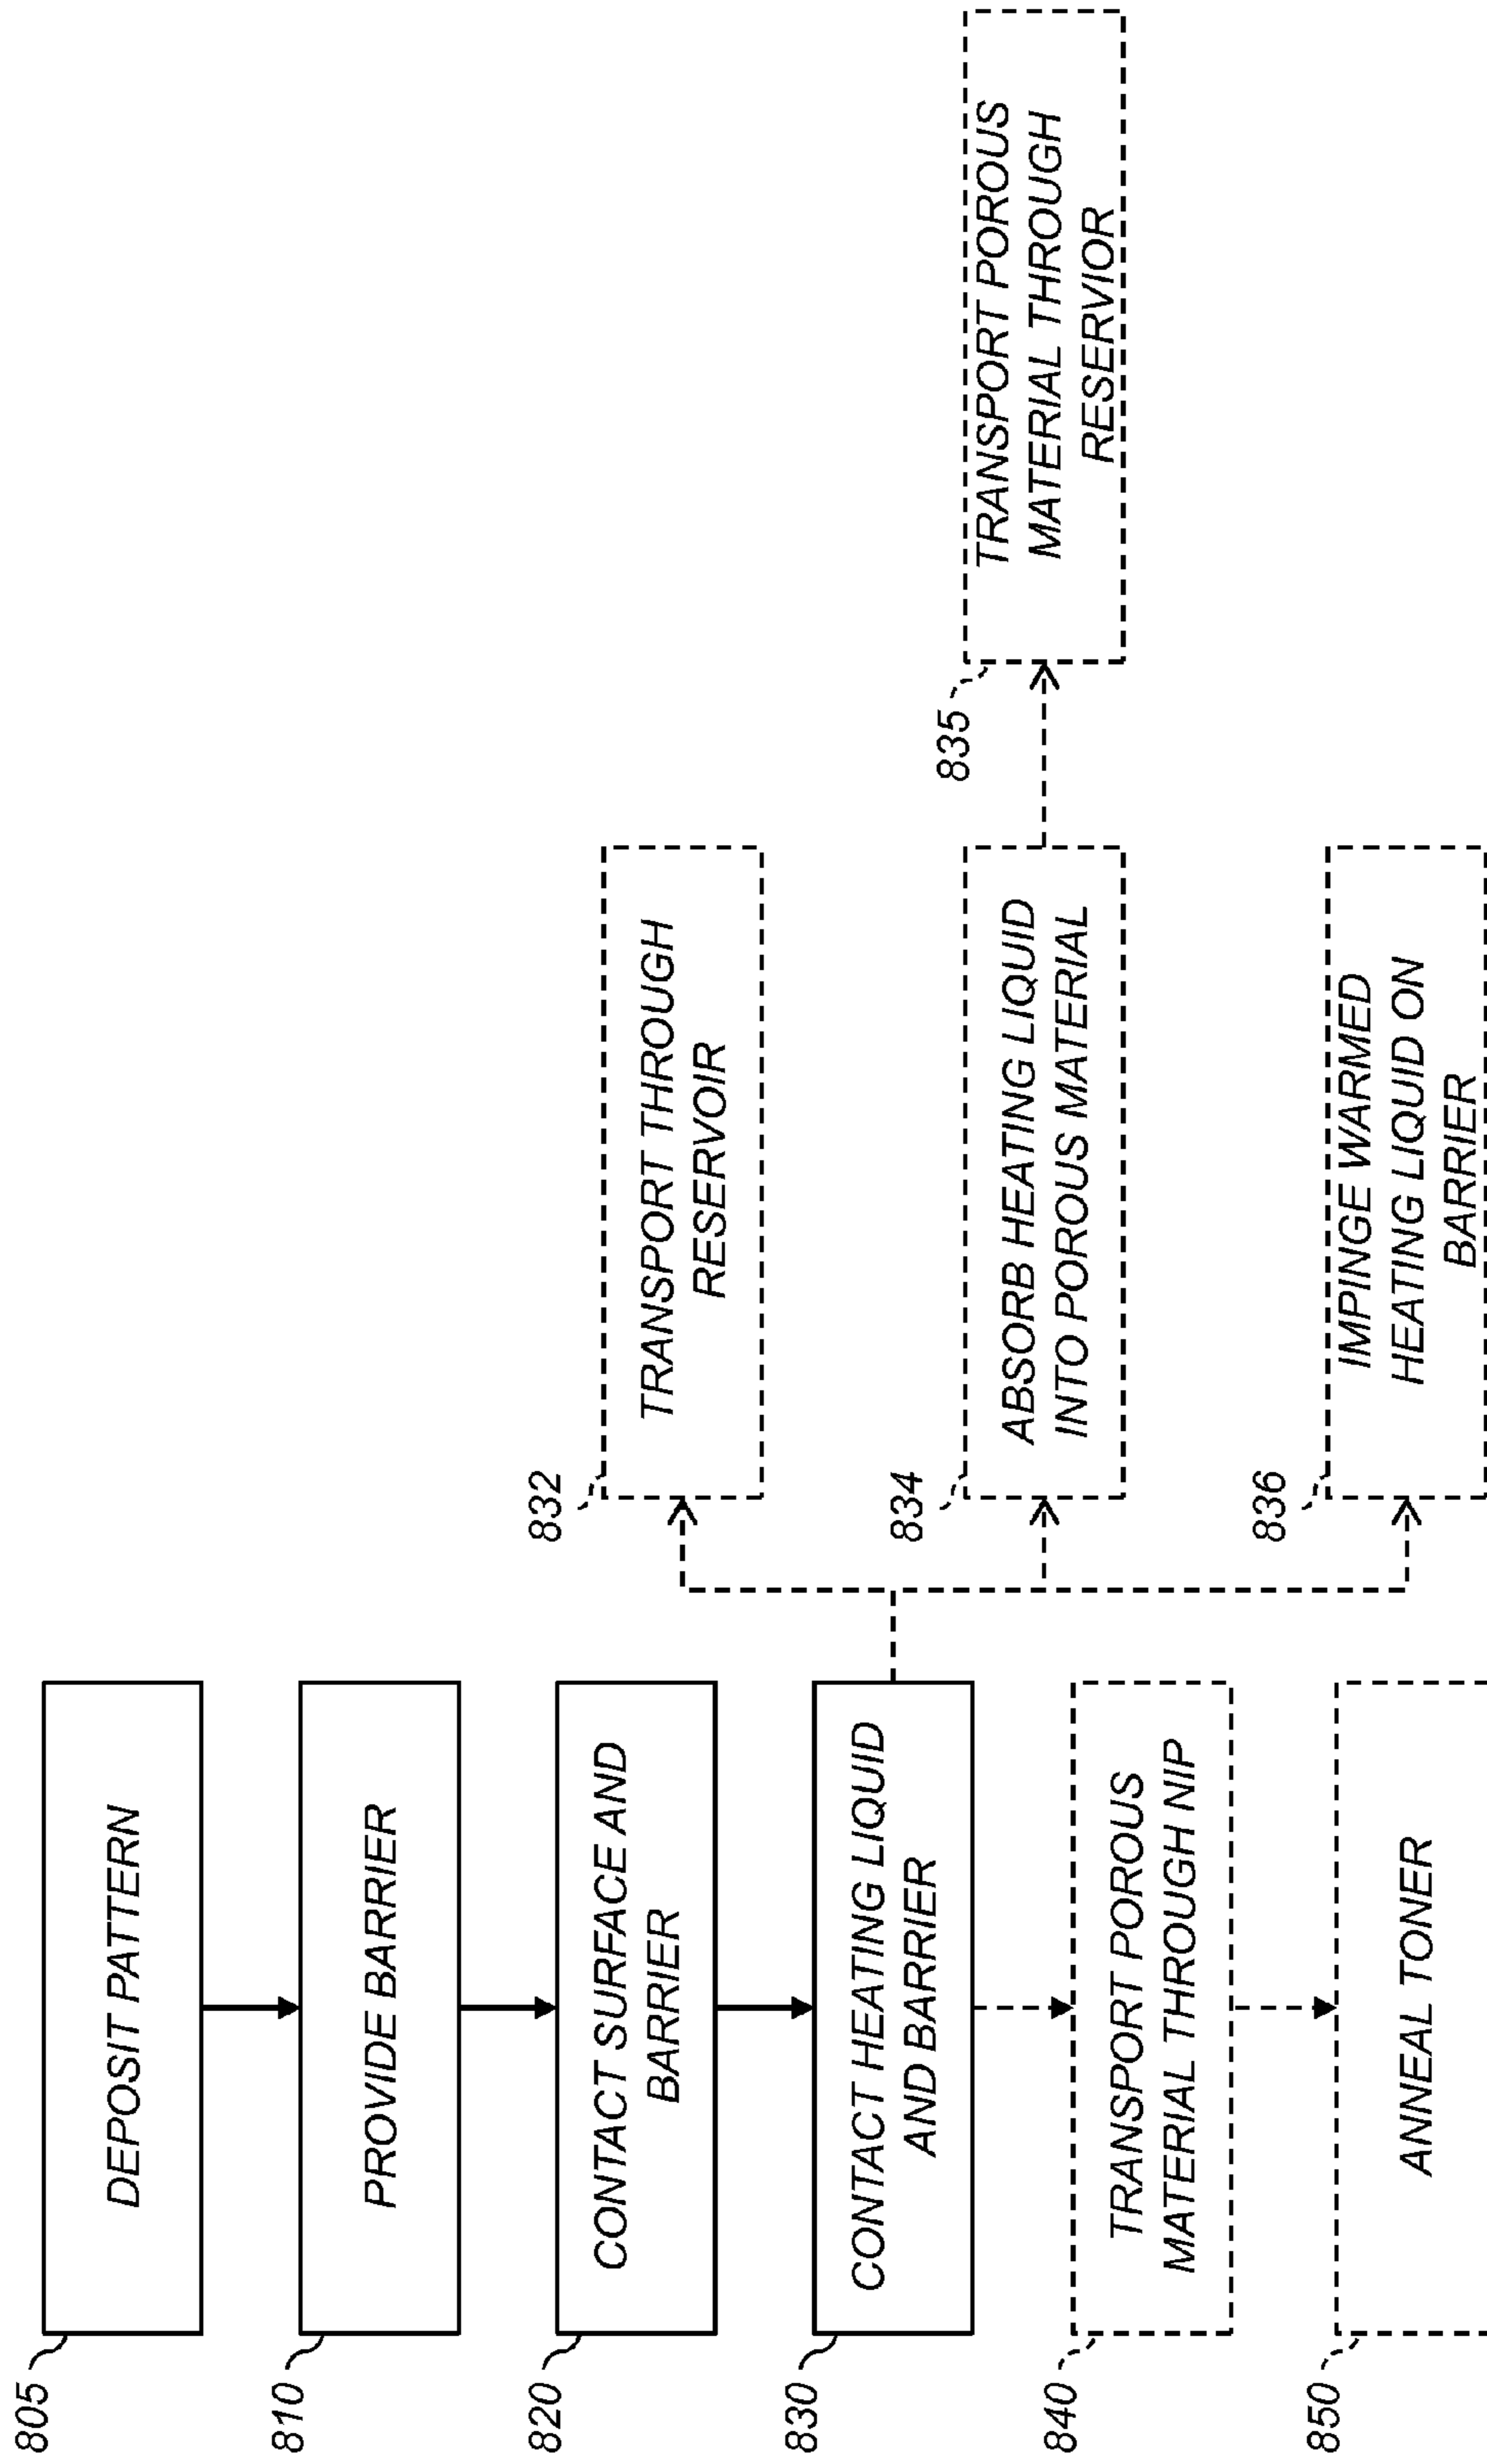 805
DEPOSIT PATTERN
810
PROVIDE BARRIER
820
CONTACT SURFACE AND
BARRIER
830
CONTACT HEATING LIQUID
AND BARRIER
832
TRANSPORT THROUGH
RESERVOIR
834
ABSORB HEATING LIQUID
INTO POROUS MATERIAL
835
TRANSPORT POROUS
MATERIAL THROUGH
RESERVIOR
836
IMPINGE WARMED
HEATING LIQUID ON
BARRIER
840
TRANSPORT POROUS
MATERIAL THROUGH NIP
850
ANNEAL TONER